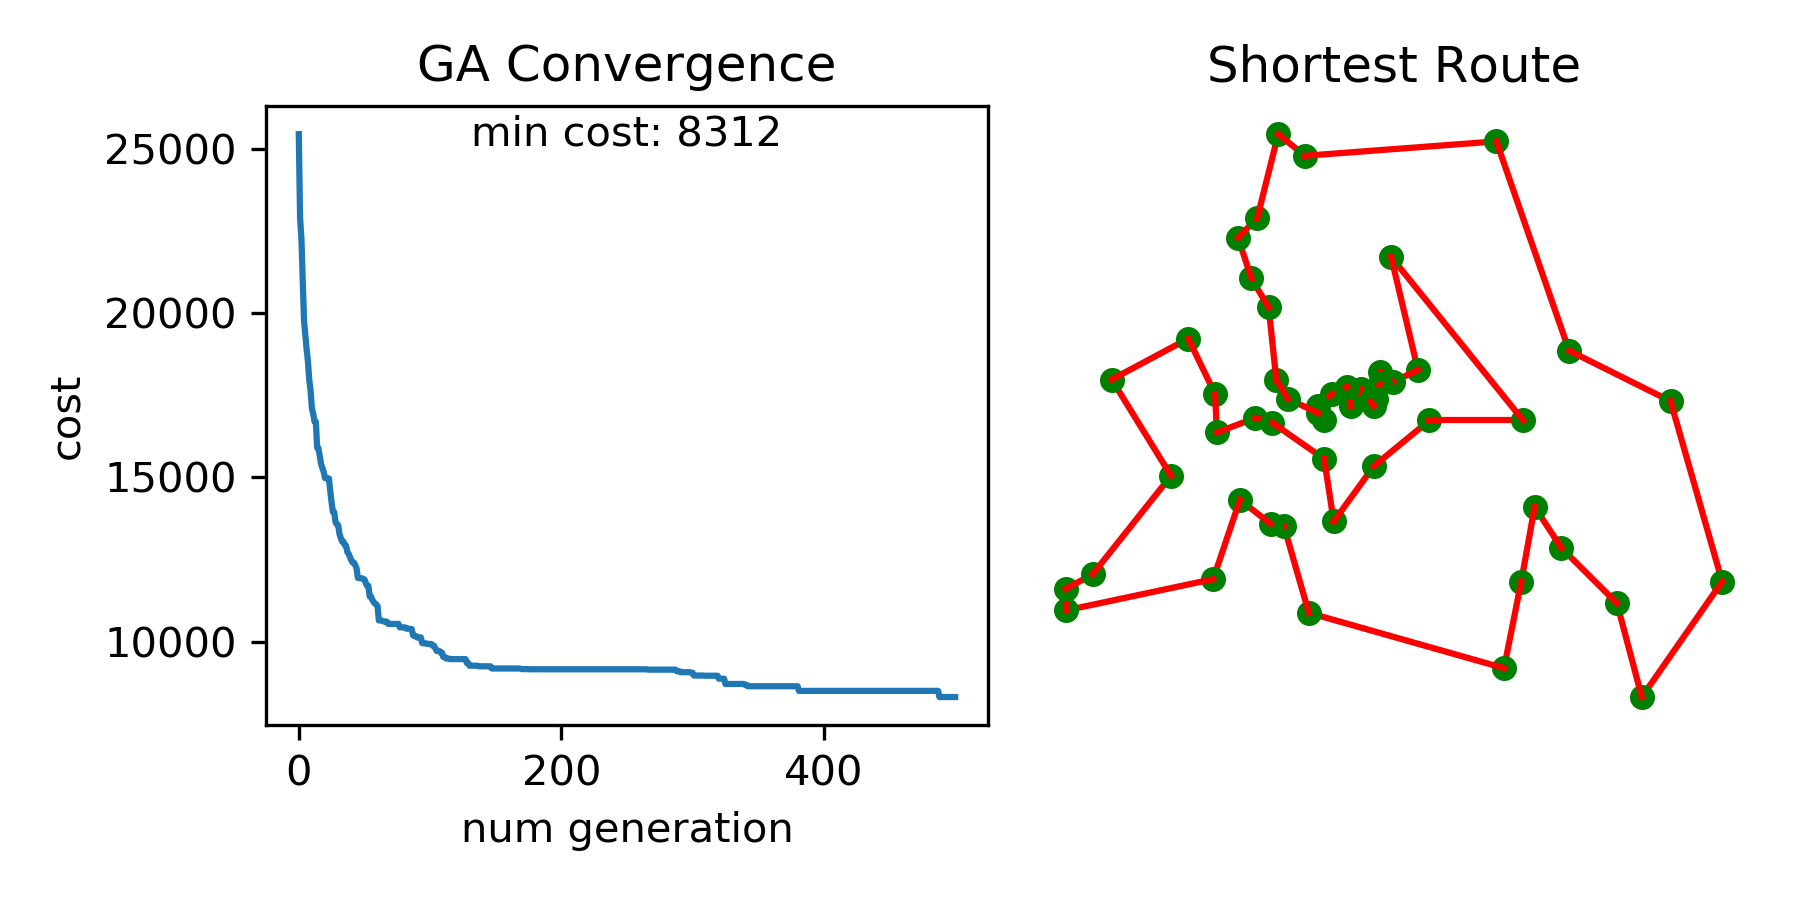 GA Convergence
min cost: 8312
25000
20000
15000
10000
cost
0 200 400
num generation
Shortest Route